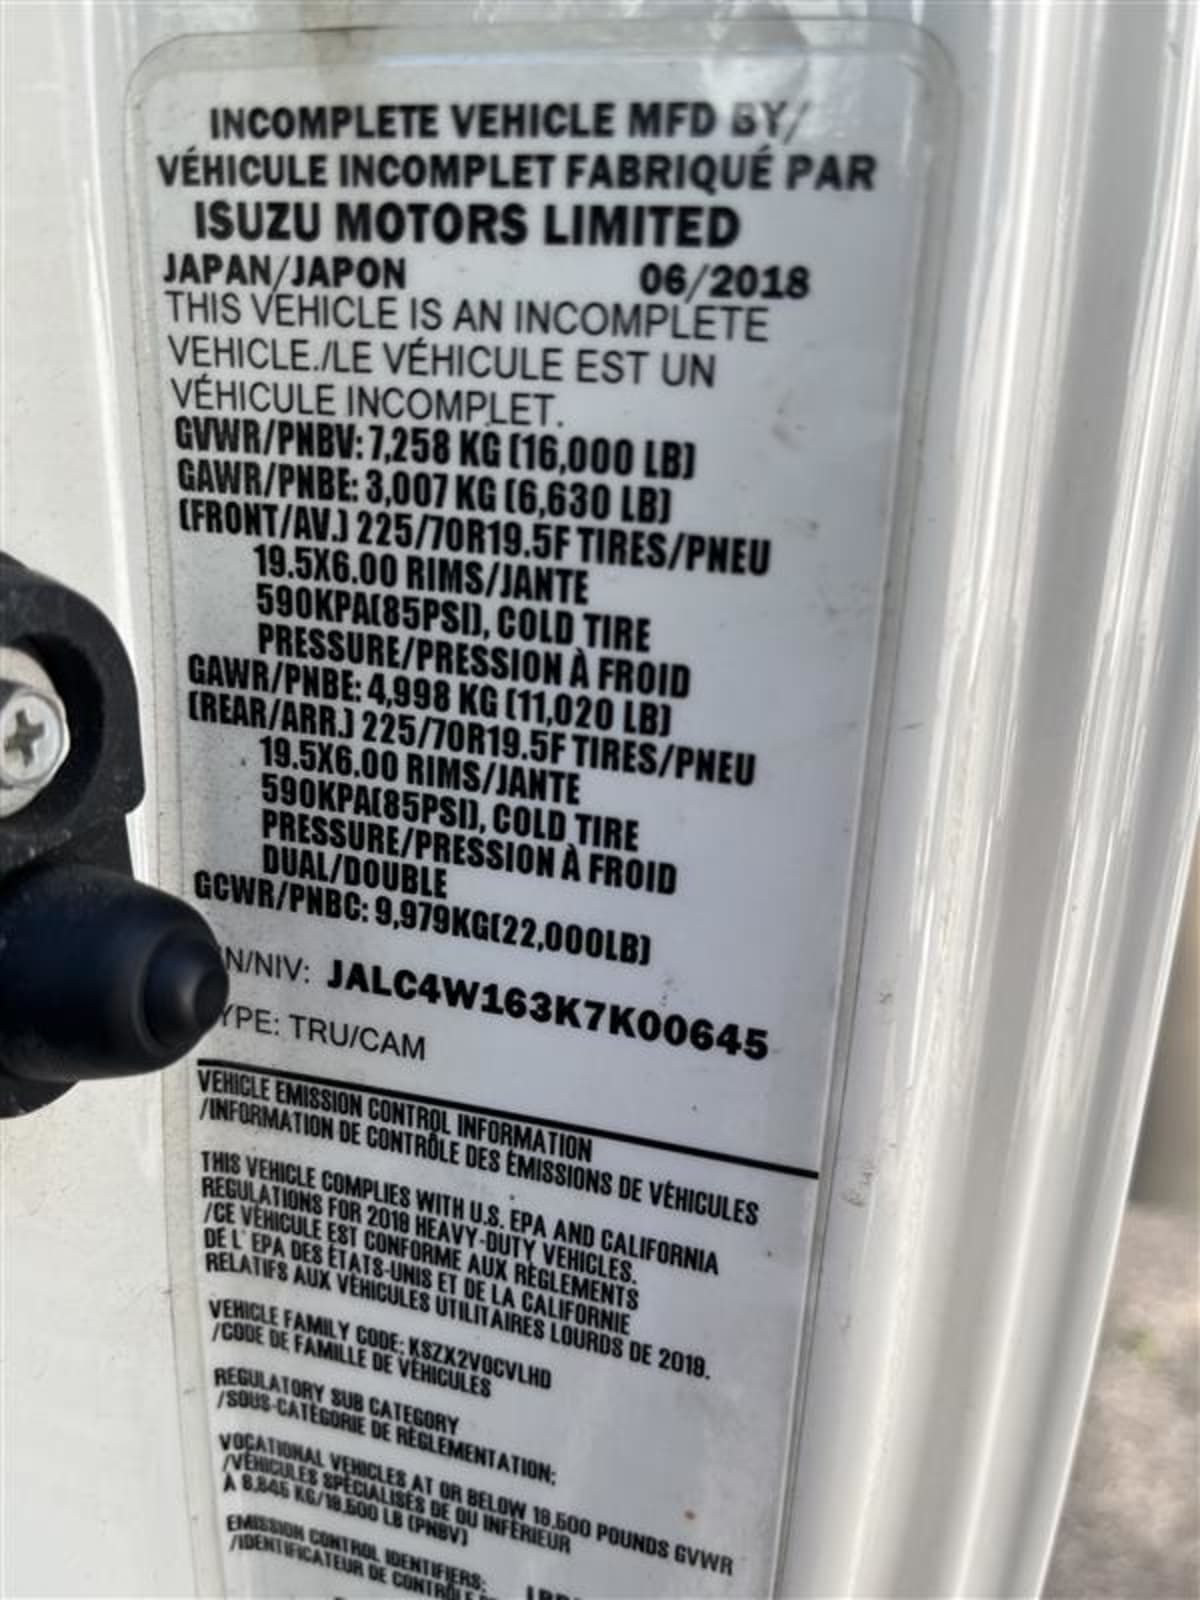 INCOMPLETE VEHICLE MFD BY/
VÉHICULE INCOMPLET FABRIQUÉ PAR
ISUZU MOTORS LIMITED
JAPAN/JAPON 06/2018
THIS VEHICLE IS AN INCOMPLETE
VEHICLE./LE VÉHICULE EST UN
VÉHICULE INCOMPLET.
GVWR/PNBV: 7,258 KG (16,000 LB)
GAWR/PNBE: 3,007 KG (6,630 LB)
(FRONT/AV.) 225/70R19.5F TIRES/PNEU
19.5X6.00 RIMS/JANTE
590KPA(85PSI), COLD TIRE
PRESSURE/PRESSION À FROID
GAWR/PNBE: 4,998 KG (11,020 LB)
(REAR/ARR.) 225/70R19.5F TIRES/PNEU
19.5X6.00 RIMS/JANTE
590KPA(85PSI), COLD TIRE
PRESSURE/PRESSION À FROID
DUAL/DOUBLE
GCWR/PNBC: 9,979KG(22,000LB)
N/NIV: JALC4W163K7K00645
YPE: TRU/CAM
VEHICLE EMISSION CONTROL INFORMATION
/INFORMATION DE CONTRÔLE DES ÉMISSIONS DE VÉHICULES
THIS VEHICLE COMPLIES WITH U.S. EPA AND CALIFORNIA
REGULATIONS FOR 2019 HEAVY-DUTY VEHICLES.
/CE VÉHICULE EST CONFORME AUX RÈGLEMENTS
DE L'EPA DES ÉTATS-UNIS ET DE LA CALIFORNIE
RELATIFS AUX VÉHICULES UTILITAIRES LOURDS DE 2019.
VEHICLE FAMILY CODE: KSZX2VOCVLHD
/CODE DE FAMILLE DE VÉHICULES
REGULATORY SUB CATEGORY
/SOUS-CATÉGORIE DE RÉGLEMENTATION:
VOCATIONAL VEHICLES AT OR BELOW 19,500 POUNDS GVWR
/VÉHICULES SPÉCIALISÉS DE OU INFÉRIEUR
À 8,845 KG/19,500 LB (PNBV)
EMISSION CONTROL IDENTIFIERS:
/IDENTIFICATEUR DE CONTRÔLE